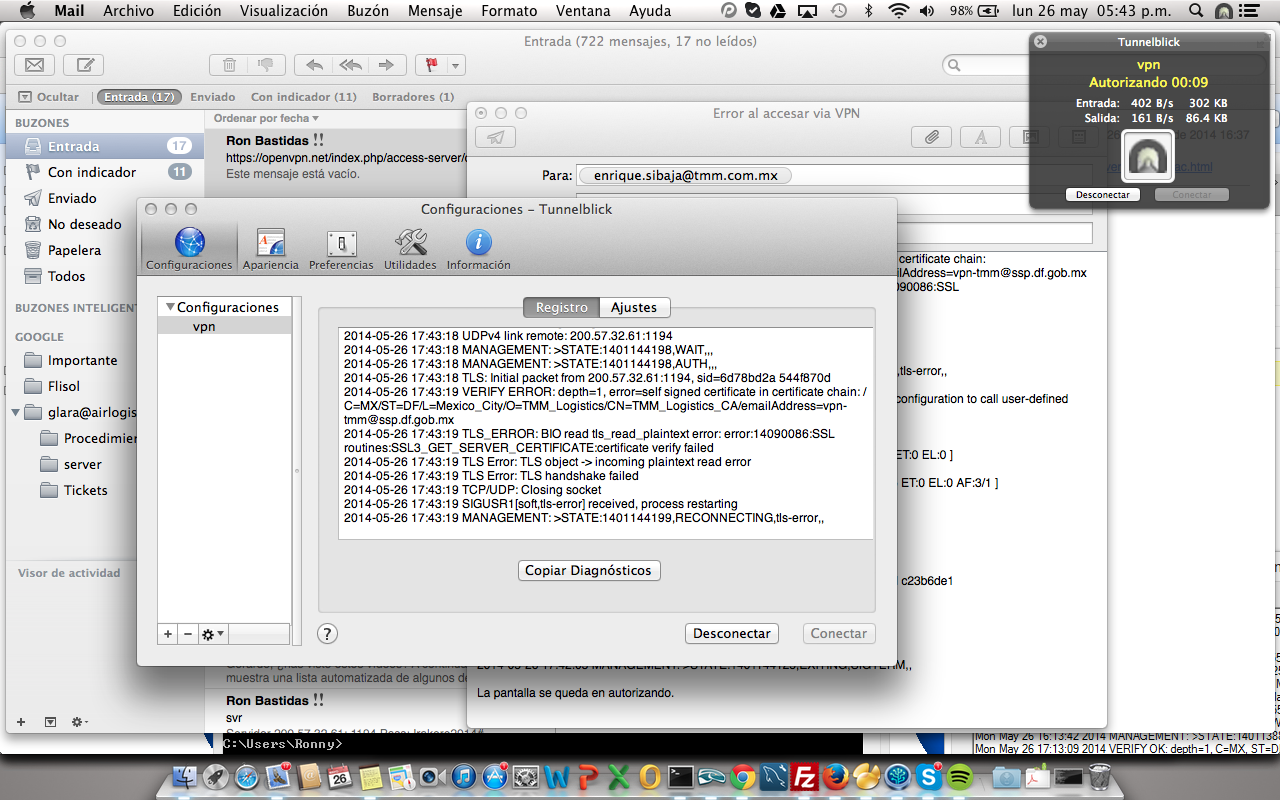 Mail Archivo Edición Visualización Buzón Mensaje Formato Ventana Ayuda 98% lun 26 may 05:43 p.m.
Entrada (722 mensajes, 17 no leídos)
Tunnelblick
vpn
Autorizando 00:09
Entrada: 402 B/s 302 KB
Salida: 161 B/s 86.4 KB
Desconectar Conectar
de 2014 16:37
ac.html
Ocultar Entrada (17) Enviado Con indicador (11) Borradores (1)
BUZONES
Entrada 17
Con indicador 11
Enviado
No deseado
Papelera
Todos
BUZONES INTELIGEN
GOOGLE
Importante
Flisol
glara@airlogis
Procedimier
server
Tickets
Visor de actividad
Ordenar por fecha
Ron Bastidas !!
https://openvpn.net/index.php/access-server/
Este mensaje está vacío.
Error al accesar via VPN
Para: enrique.sibaja@tmm.com.mx
certificate chain:
ailAddress=vpn-tmm@ssp.df.gob.mx
090086:SSL
tls-error,,
configuration to call user-defined
ET:0 EL:0 ]
ET:0 EL:0 AF:3/1 ]
c23b6de1
La pantalla se queda en autorizando.
Configuraciones – Tunnelblick
Configuraciones Apariencia Preferencias Utilidades Información
Configuraciones
vpn
Registro Ajustes
2014-05-26 17:43:18 UDPv4 link remote: 200.57.32.61:1194
2014-05-26 17:43:18 MANAGEMENT: >STATE:1401144198,WAIT,,,
2014-05-26 17:43:18 MANAGEMENT: >STATE:1401144198,AUTH,,,
2014-05-26 17:43:18 TLS: Initial packet from 200.57.32.61:1194, sid=6d78bd2a 544f870d
2014-05-26 17:43:19 VERIFY ERROR: depth=1, error=self signed certificate in certificate chain: /
C=MX/ST=DF/L=Mexico_City/O=TMM_Logistics/CN=TMM_Logistics_CA/emailAddress=vpn-
tmm@ssp.df.gob.mx
2014-05-26 17:43:19 TLS_ERROR: BIO read tls_read_plaintext error: error:14090086:SSL
routines:SSL3_GET_SERVER_CERTIFICATE:certificate verify failed
2014-05-26 17:43:19 TLS Error: TLS object -> incoming plaintext read error
2014-05-26 17:43:19 TLS Error: TLS handshake failed
2014-05-26 17:43:19 TCP/UDP: Closing socket
2014-05-26 17:43:19 SIGUSR1[soft,tls-error] received, process restarting
2014-05-26 17:43:19 MANAGEMENT: >STATE:1401144199,RECONNECTING,tls-error,,
Copiar Diagnósticos
?
Desconectar Conectar
muestra una lista automatizada de algunos de
Ron Bastidas !!
svr
C:\Users\Ronny>
Mon May 26 16:13:42 2014 MANAGEMENT: >STATE:14011388
Mon May 26 17:13:09 2014 VERIFY OK: depth=1, C=MX, ST=D